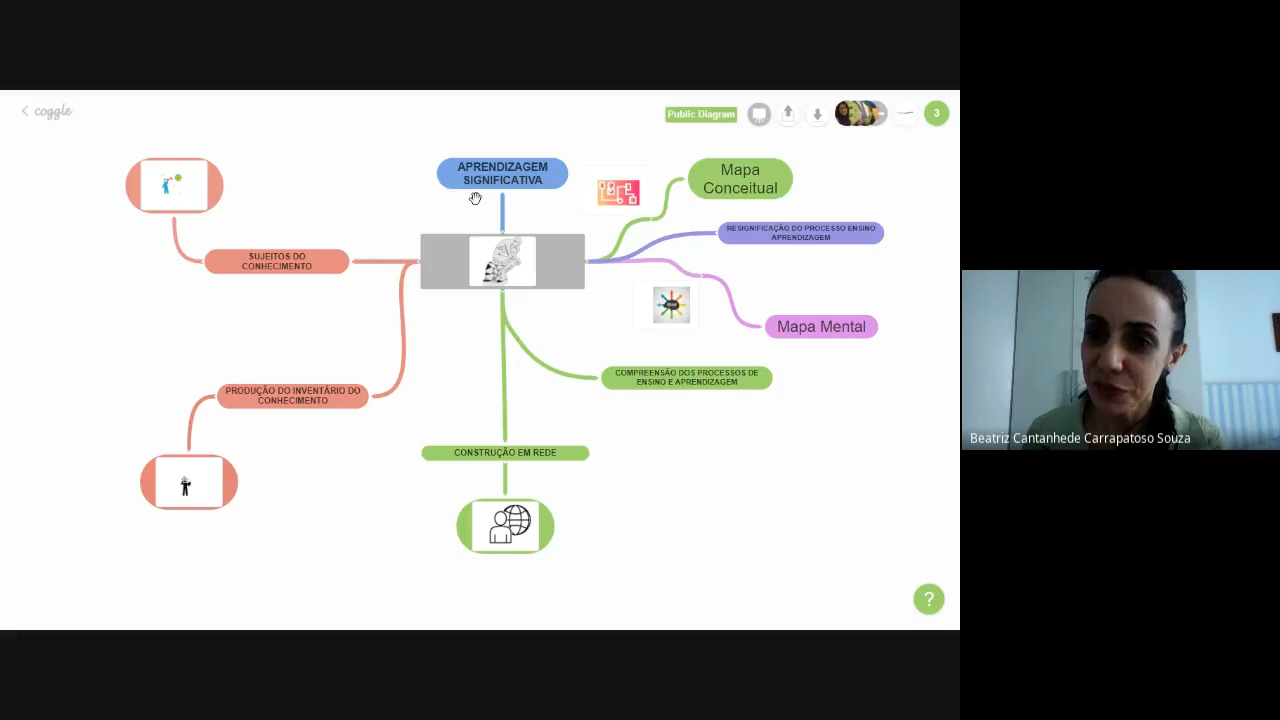 coggle
Public Diagram
3
APRENDIZAGEM
SIGNIFICATIVA
Mapa
Conceitual
RESIGNIFICAÇÃO DO PROCESSO ENSINO
APRENDIZAGEM
SUJEITOS DO
CONHECIMENTO
Mapa Mental
COMPREENSÃO DOS PROCESSOS DE
ENSINO E APRENDIZAGEM
PRODUÇÃO DO INVENTÁRIO DO
CONHECIMENTO
CONSTRUÇÃO EM REDE
Beatriz Cantanhede Carrapatoso Souza
?